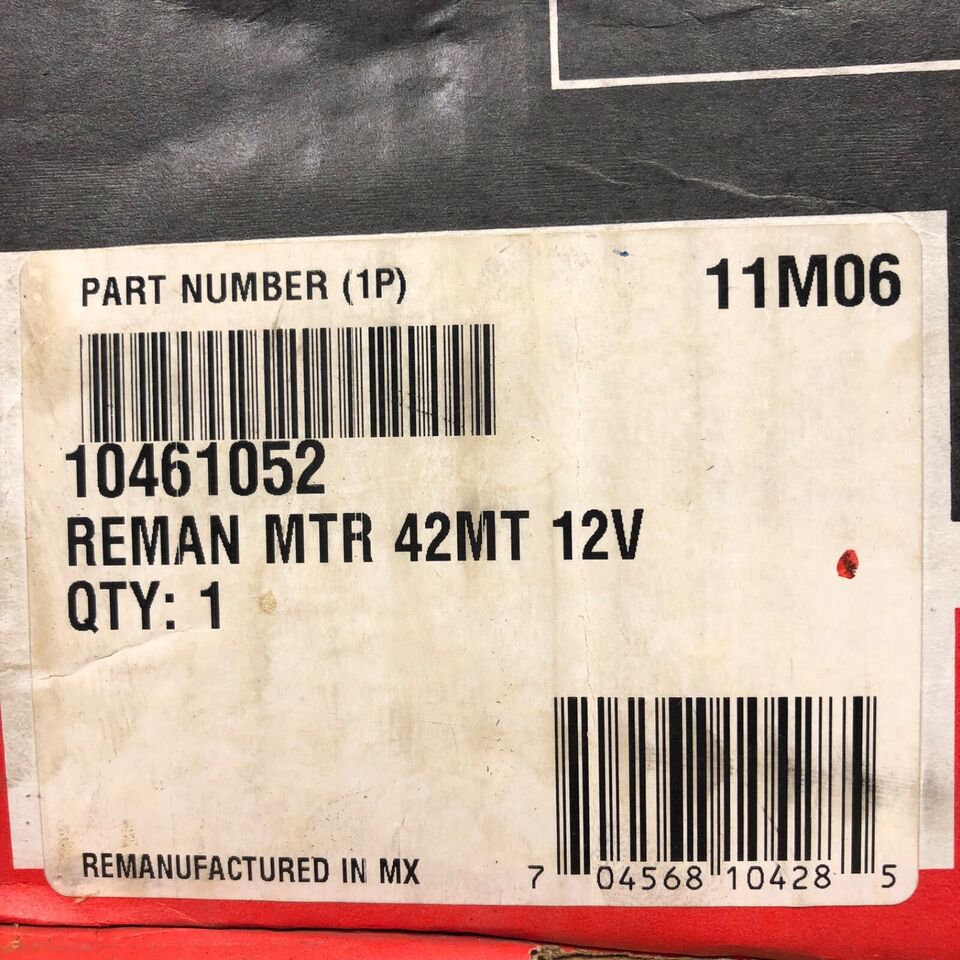 PART NUMBER (1P)
11M06
10461052
REMAN MTR 42MT 12V
QTY: 1
REMANUFACTURED IN MX
7 04568 10428 5